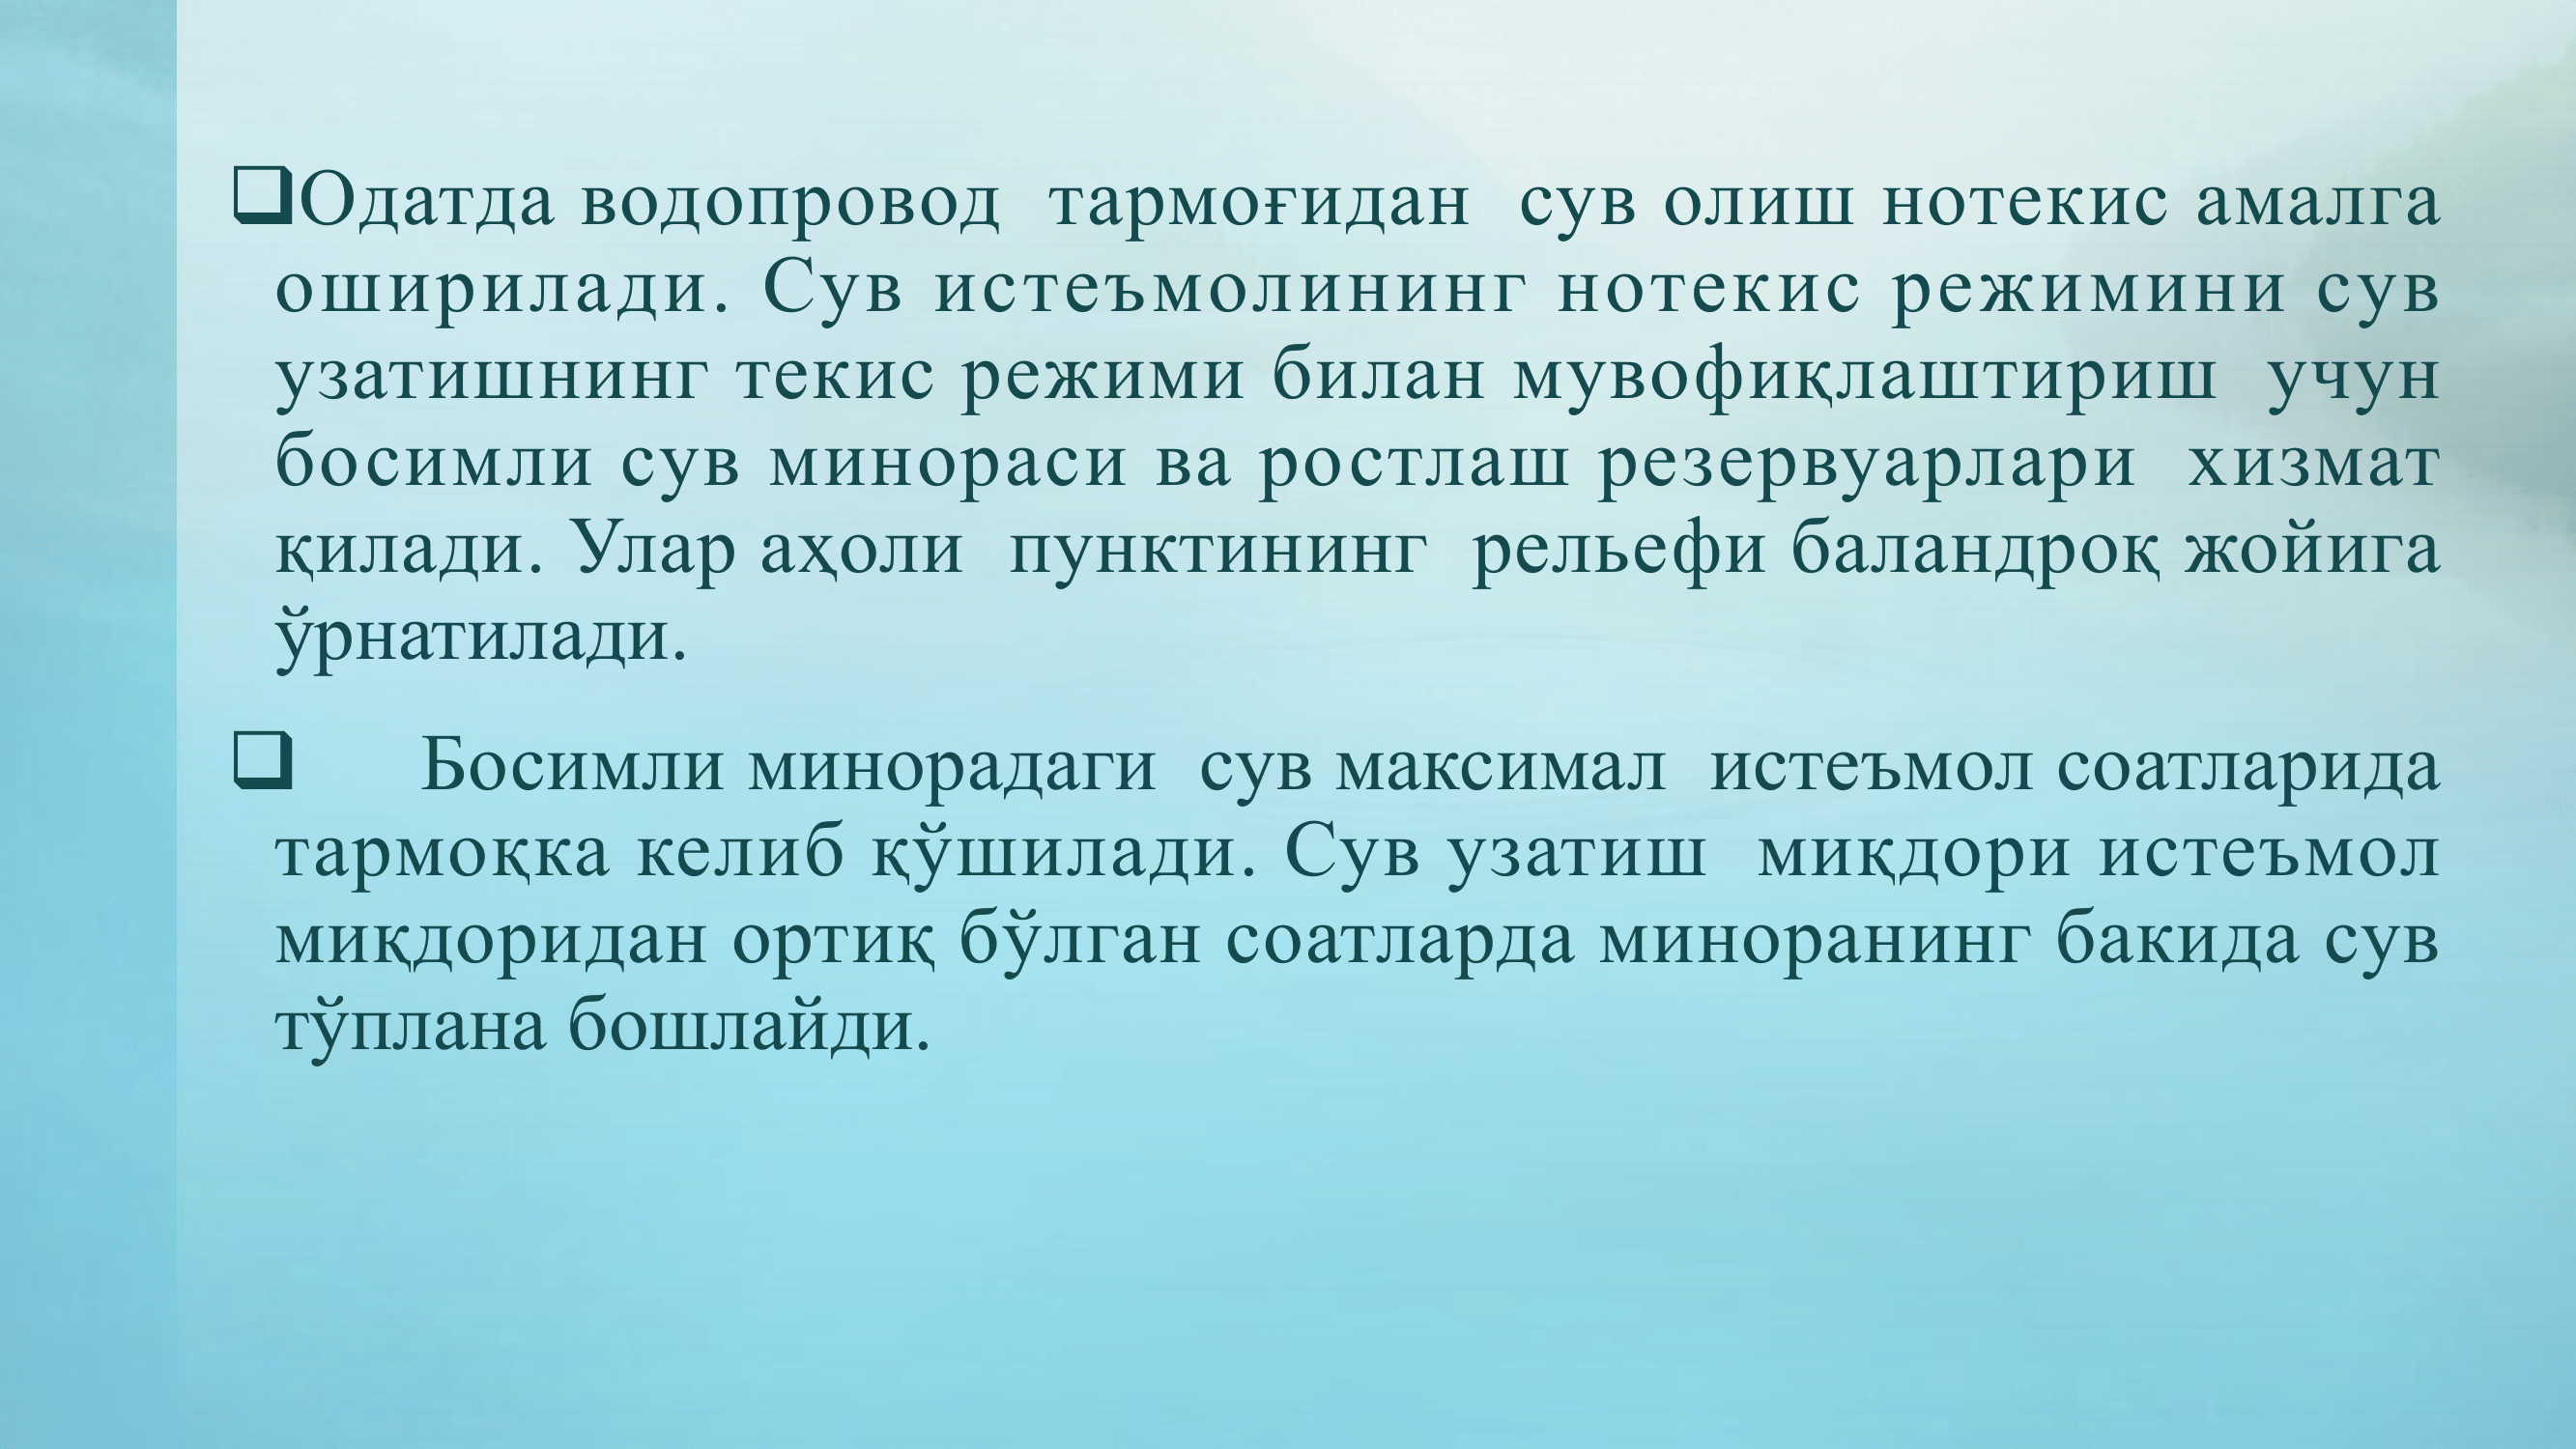 ❑Одатда водопровод тармоғидан сув олиш нотекис амалга
оширилади. Сув истеъмолининг нотекис режимини сув
узатишнинг текис режими билан мувофиқлаштириш учун
босимли сув минораси ва ростлаш резервуарлари хизмат
қилади. Улар аҳоли пунктининг рельефи баландроқ жойига
ўрнатилади.
❑ Босимли минорадаги сув максимал истеъмол соатларида
тармоққа келиб қўшилади. Сув узатиш миқдори истеъмол
миқдоридан ортиқ бўлган соатларда миноранинг бакида сув
тўплана бошлайди.